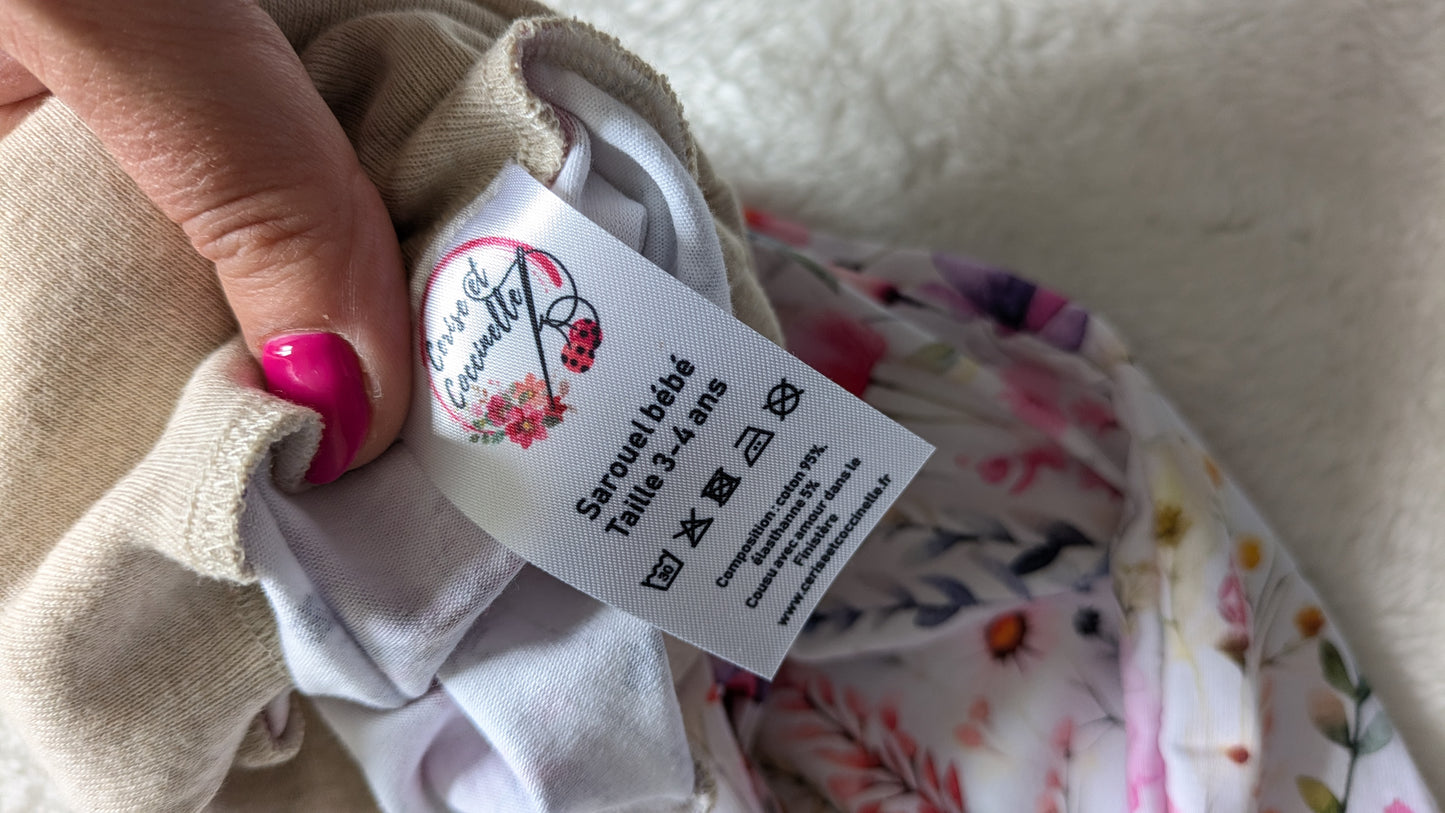 Cerise et
Coccinelle
Sarouel bébé
Taille 3-4 ans
30
Composition : coton 95%
élasthanne 5%
Cousu avec amour dans le
Finistère
www.cerisetcoccinelle.fr